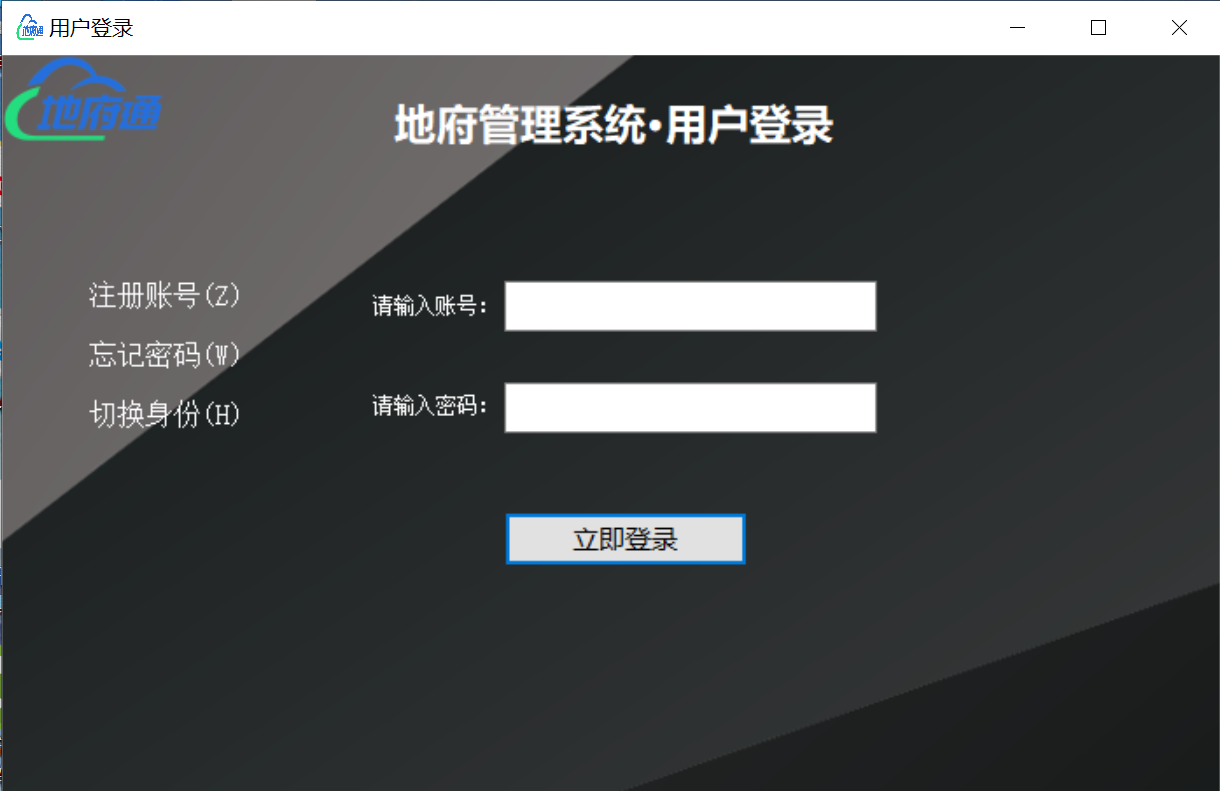 用户登录
地府通
地府管理系统•用户登录
注册账号(Z)
忘记密码(W)
切换身份(H)
请输入账号：
请输入密码：
立即登录